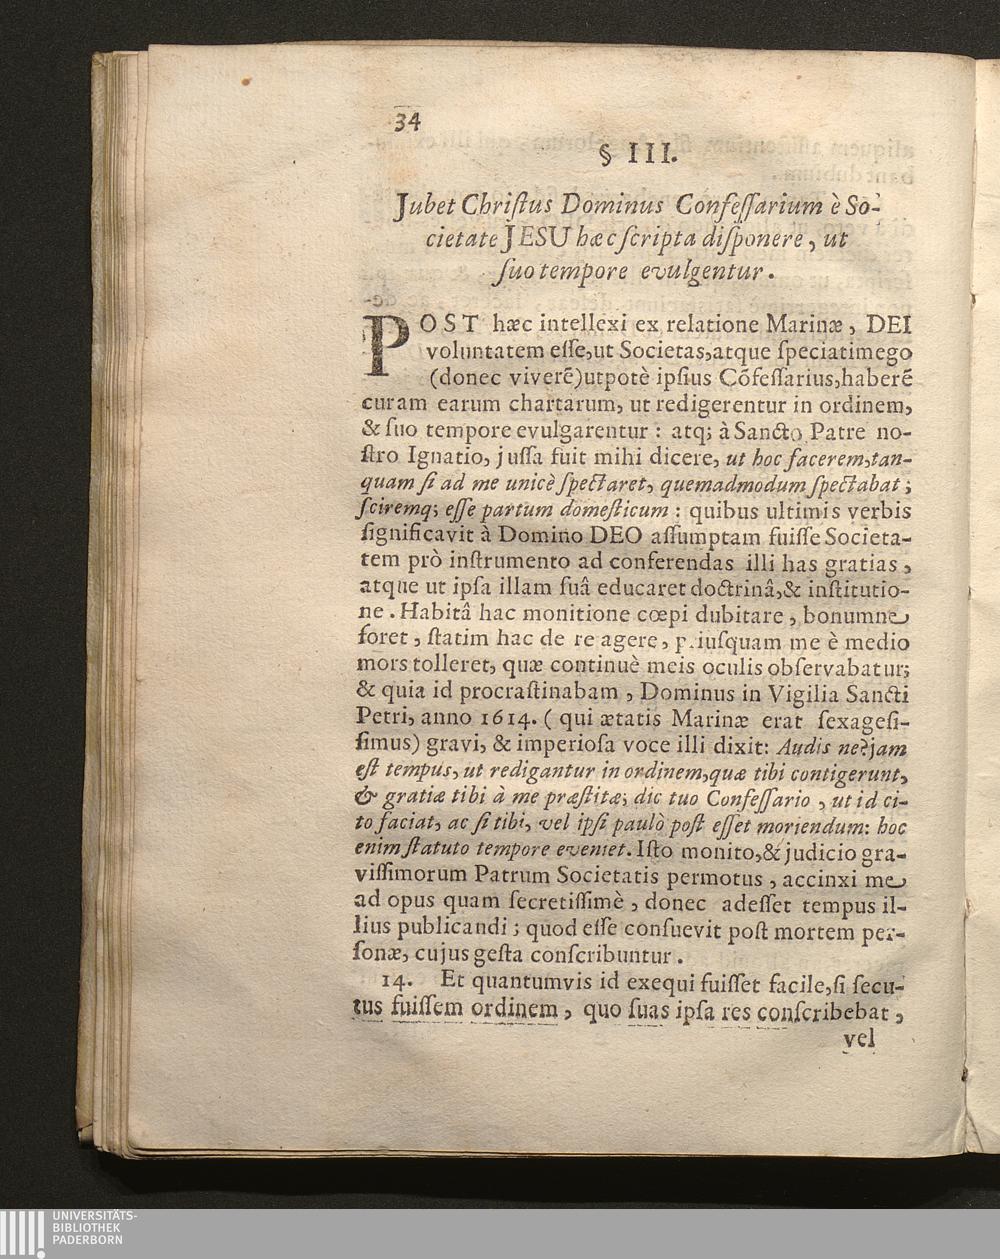 34
§ III.
Jubet Chriſtus Dominus Confeſſarium è So-
cietate JESU hæc ſcripta diſponere, ut
ſuo tempore evulgentur.
POST hæc intellexi ex relatione Marinæ, DEI
voluntatem eſſe, ut Societas, atque ſpeciatim ego
(donec viverẽ) utpotè ipſius Cõfeſſarius, haberẽ
curam earum chartarum, ut redigerentur in ordinem,
& ſuo tempore evulgarentur: atq; à Sancto Patre no-
ſtro Ignatio, juſſa fuit mihi dicere, ut hoc facerem, tan-
quam ſi ad me unicè ſpectaret, quemadmodum ſpectabat;
ſciremq; eſſe partum domeſticum: quibus ultimis verbis
ſignificavit à Domino DEO aſſumptam fuiſſe Societa-
tem prò inſtrumento ad conferendas illi has gratias,
atque ut ipſa illam ſuâ educaret doctrinâ, & inſtitutio-
ne. Habitâ hac monitione cœpi dubitare, bonumne
foret, ſtatim hac de re agere, priuſquam me è medio
mors tolleret, quæ continuè meis oculis obſervabatur;
& quia id procraſtinabam, Dominus in Vigilia Sancti
Petri, anno 1614. (qui ætatis Marinæ erat ſexageſi-
ſimus) gravi, & imperioſa voce illi dixit: Audis ne? jam
eſt tempus, ut redigantur in ordinem, quæ tibi contigerunt,
& gratiæ tibi à me præſtitæ; dic tuo Confeſſario, ut id ci-
to faciat, ac ſi tibi, vel ipſi paulò poſt eſſet moriendum: hoc
enim ſtatuto tempore eveniet. Iſto monito, & judicio gra-
viſſimorum Patrum Societatis permotus, accinxi me
ad opus quam ſecretiſſimè, donec adeſſet tempus il-
lius publicandi; quod eſſe conſuevit poſt mortem per-
ſonæ, cujus geſta conſcribuntur.
14. Et quantumvis id exequi fuiſſet facile, ſi ſecu-
tus fuiſſem ordinem, quo ſuas ipſa res conſcribebat,
vel
UNIVERSITÄTS-
BIBLIOTHEK
PADERBORN